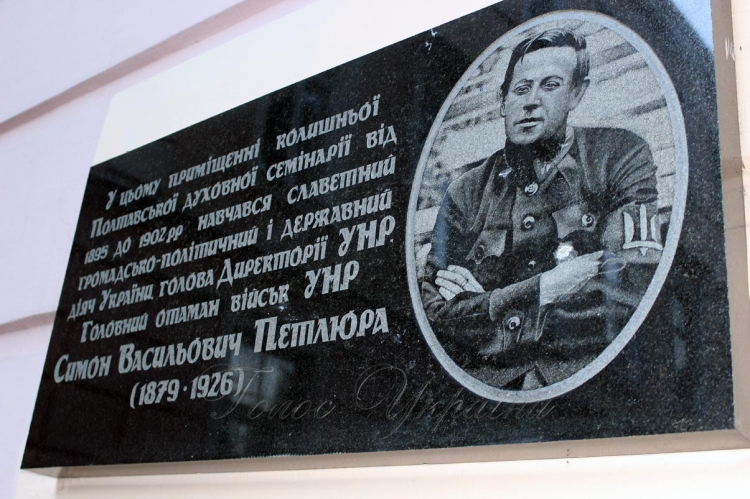 У цьому приміщенні колишньої
Полтавської духовної семінарії від
1895 до 1902 рр навчався славетний
громадсько-політичний і державний
діяч України голова Директорії УНР
Головний отаман військ УНР
Симон Васильович Петлюра
(1879·1926)
Голос України